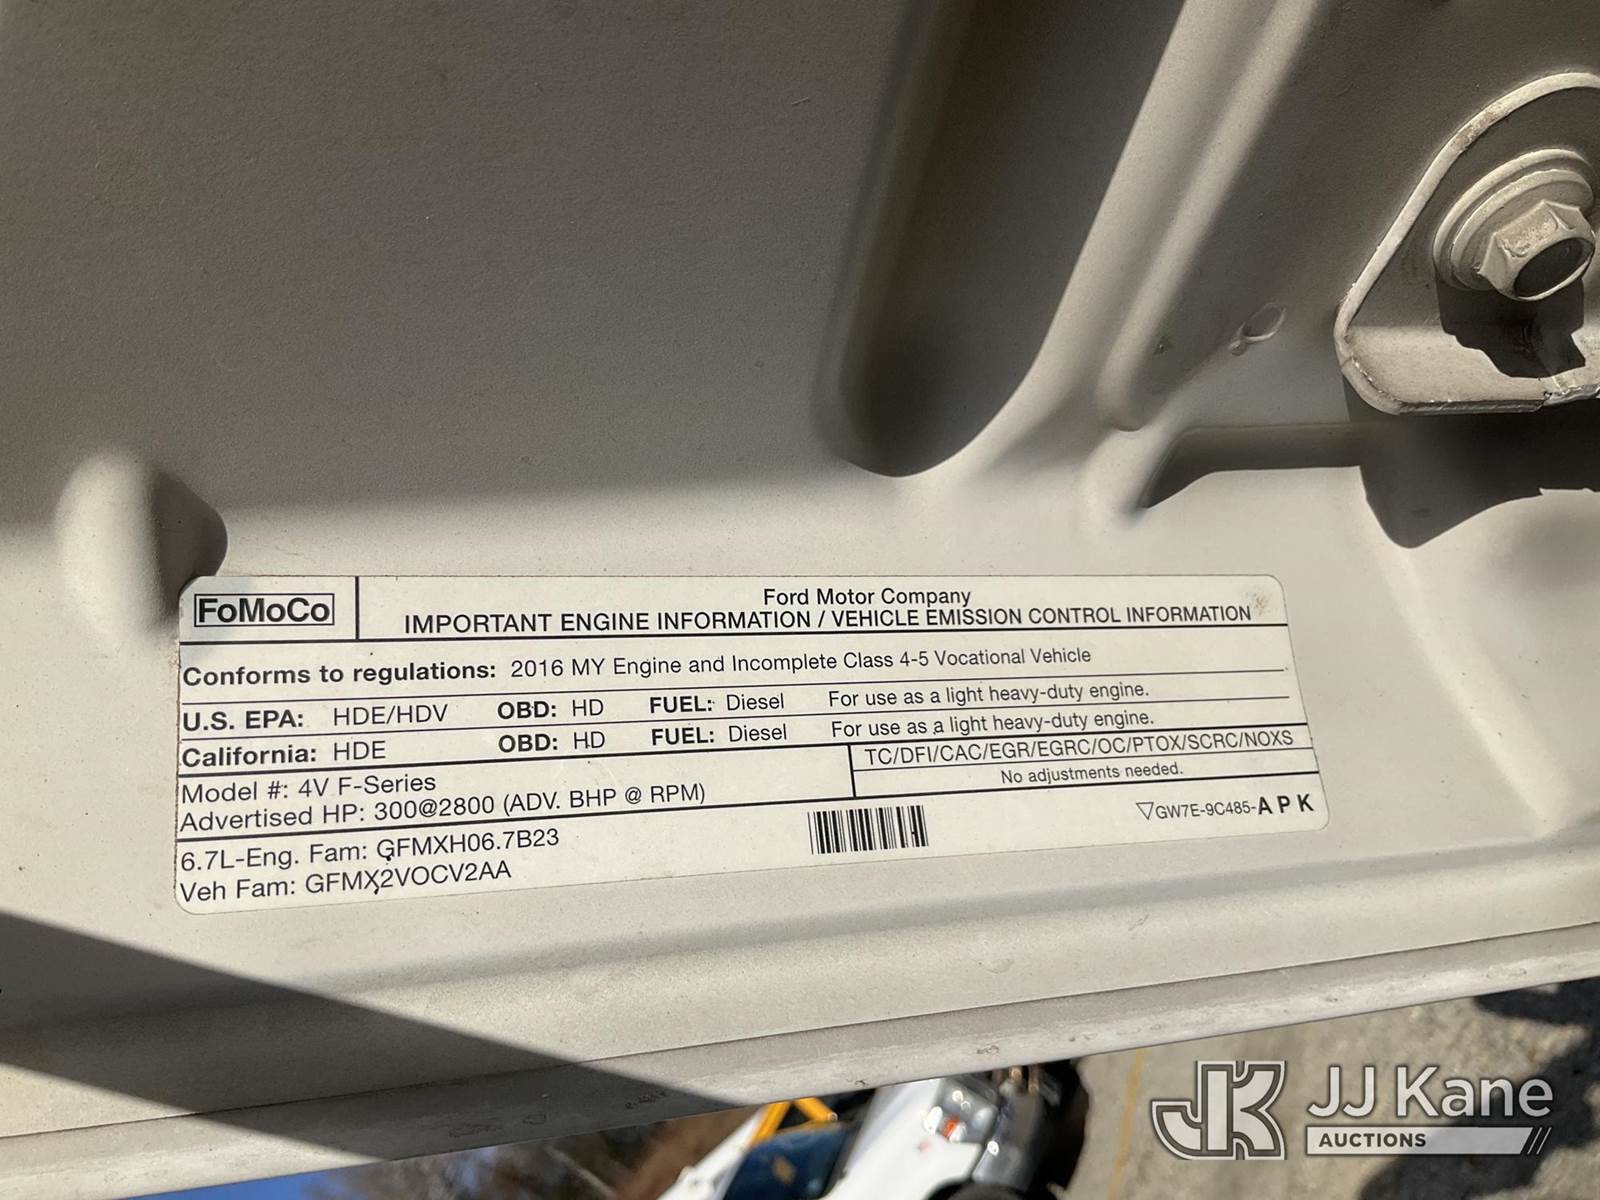 FoMoCo
Ford Motor Company
IMPORTANT ENGINE INFORMATION / VEHICLE EMISSION CONTROL INFORMATION
Conforms to regulations: 2016 MY Engine and Incomplete Class 4-5 Vocational Vehicle
U.S. EPA: HDE/HDV OBD: HD FUEL: Diesel For use as a light heavy-duty engine.
California: HDE OBD: HD FUEL: Diesel For use as a light heavy-duty engine.
Model #: 4V F-Series
Advertised HP: 300@2800 (ADV. BHP @ RPM)
TC/DFI/CAC/EGR/EGRC/OC/PTOX/SCRC/NOXS
No adjustments needed.
6.7L-Eng. Fam: GFMXH06.7B23
Veh Fam: GFMX2VOCV2AA
GW7E-9C485-APK
JK JJ Kane
AUCTIONS